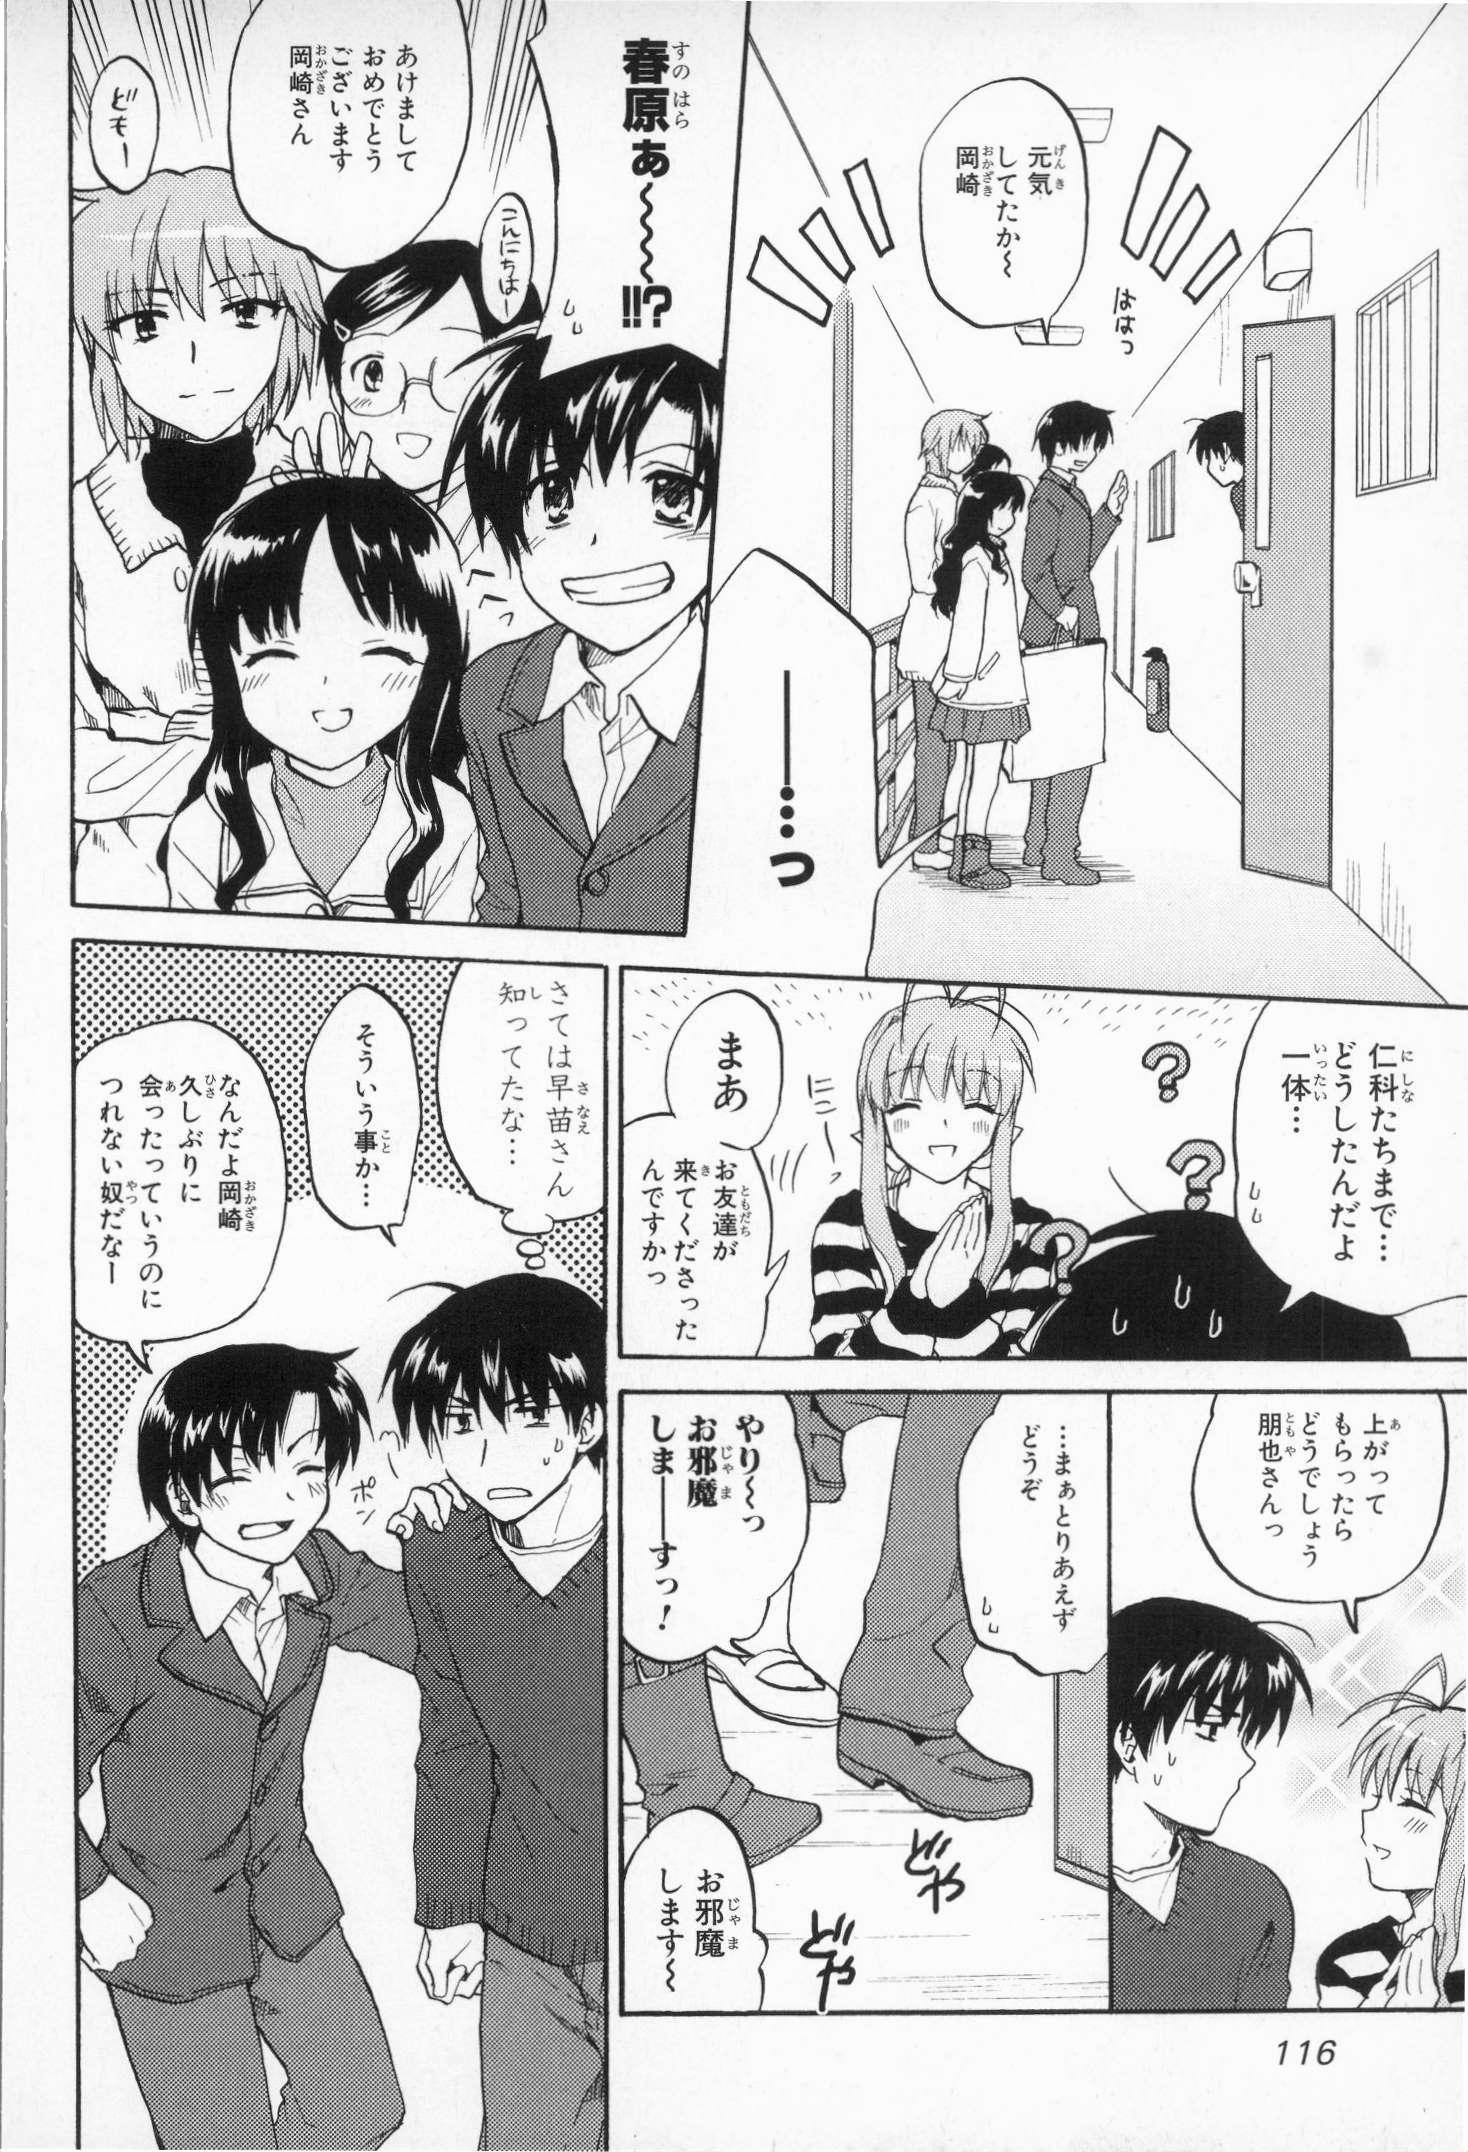 元気
してたか〜
岡崎
ははっ
――…っ
春原ぁ〜〜〜〜!!?
こんにちはー
あけまして
おめでとう
ございます
岡崎さん
どもー
仁科たちまで…
どうしたんだよ
一体…
? ? ?
まあ
にこー
お友達が
来てくださった
んですかっ
上がって
もらったら
どうでしょう
朋也さんっ
…まぁとりあえず
どうぞ
やり〜っ
お邪魔
しま――すっ!
どや
どや
お邪魔
します〜
さては早苗さん
知ってたな…
そういう事か…
なんだよ岡崎
久しぶりに
会ったっていうのに
つれない奴だなー
ポン
116